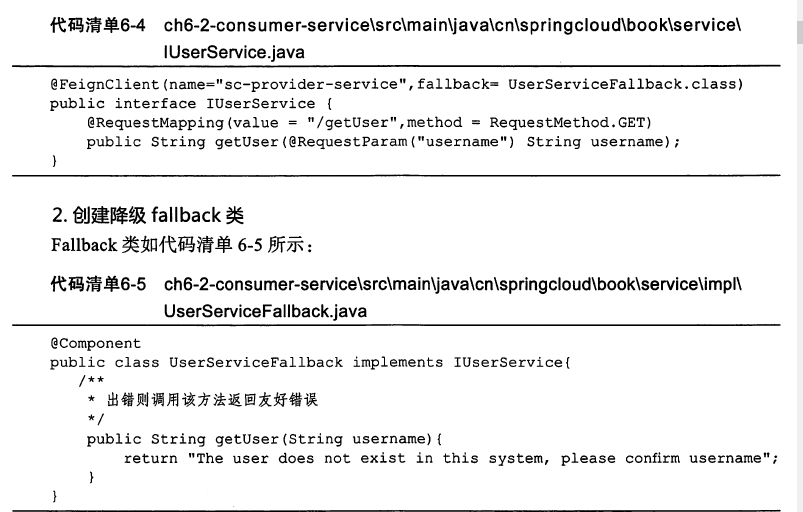 代码清单6-4 ch6-2-consumer-service\src\main\java\cn\springcloud\book\service\
IUserService.java
@FeignClient(name="sc-provider-service",fallback= UserServiceFallback.class)
public interface IUserService {
@RequestMapping(value = "/getUser",method = RequestMethod.GET)
public String getUser(@RequestParam("username") String username);
}
2. 创建降级 fallback 类
Fallback 类如代码清单 6-5 所示：
代码清单6-5 ch6-2-consumer-service\src\main\java\cn\springcloud\book\service\impl\
UserServiceFallback.java
@Component
public class UserServiceFallback implements IUserService{
/**
* 出错则调用该方法返回友好错误
*/
public String getUser(String username){
return "The user does not exist in this system, please confirm username";
}
}